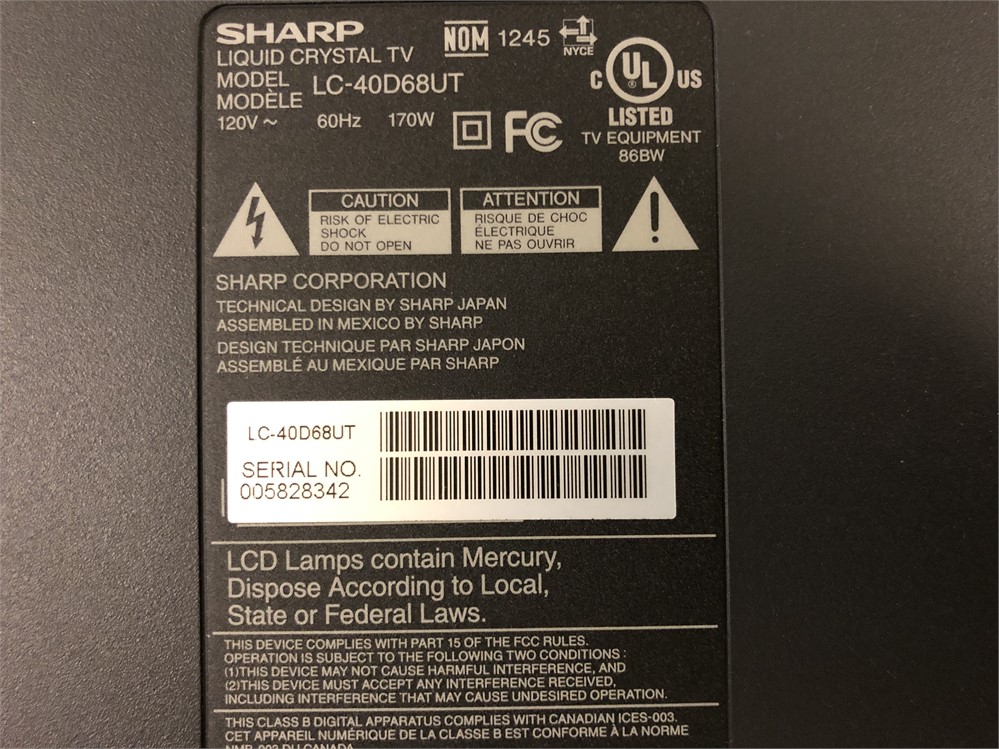 SHARP
LIQUID CRYSTAL TV
MODEL
MODÈLE LC-40D68UT
120V ~ 60Hz 170W
NOM 1245 NYCE
C UL ® US
LISTED
TV EQUIPMENT
86BW
FC
CAUTION
RISK OF ELECTRIC
SHOCK
DO NOT OPEN
ATTENTION
RISQUE DE CHOC
ÉLECTRIQUE
NE PAS OUVRIR
SHARP CORPORATION
TECHNICAL DESIGN BY SHARP JAPAN
ASSEMBLED IN MEXICO BY SHARP
DESIGN TECHNIQUE PAR SHARP JAPON
ASSEMBLÉ AU MEXIQUE PAR SHARP
LC-40D68UT
SERIAL NO.
005828342
LCD Lamps contain Mercury,
Dispose According to Local,
State or Federal Laws.
THIS DEVICE COMPLIES WITH PART 15 OF THE FCC RULES.
OPERATION IS SUBJECT TO THE FOLLOWING TWO CONDITIONS :
(1)THIS DEVICE MAY NOT CAUSE HARMFUL INTERFERENCE, AND
(2)THIS DEVICE MUST ACCEPT ANY INTERFERENCE RECEIVED,
INCLUDING INTERFERENCE THAT MAY CAUSE UNDESIRED OPERATION.
THIS CLASS B DIGITAL APPARATUS COMPLIES WITH CANADIAN ICES-003.
CET APPAREIL NUMÉRIQUE DE LA CLASSE B EST CONFORME À LA NORME
NMB-003 DU CANADA